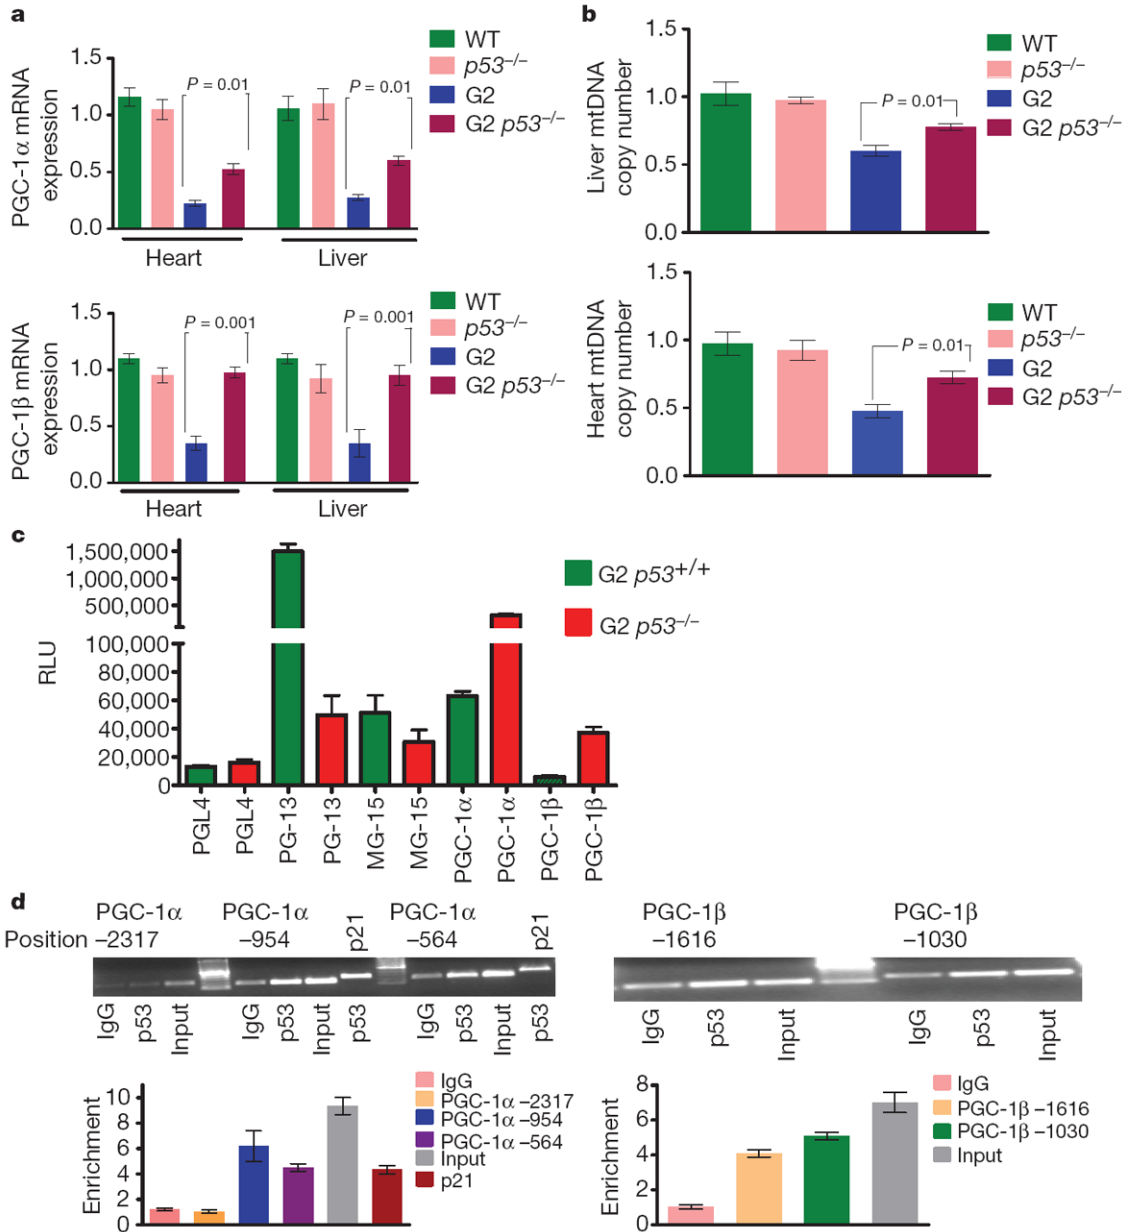 a
PGC-1α mRNA
expression
1.5
1.0
0.5
0.0
P = 0.01
P = 0.01
Heart
Liver
WT
p53–/–
G2
G2 p53–/–
PGC-1β mRNA
expression
1.5
1.0
0.5
0.0
P = 0.001
P = 0.001
Heart
Liver
WT
p53–/–
G2
G2 p53–/–
b
Liver mtDNA
copy number
1.5
1.0
0.5
0.0
P = 0.01
WT
p53–/–
G2
G2 p53–/–
Heart mtDNA
copy number
1.5
1.0
0.5
0.0
P = 0.01
WT
p53–/–
G2
G2 p53–/–
c
RLU
1,500,000
1,000,000
500,000
100,000
80,000
60,000
40,000
20,000
0
PGL4
PGL4
PG-13
PG-13
MG-15
MG-15
PGC-1α
PGC-1α
PGC-1β
PGC-1β
G2 p53+/+
G2 p53–/–
d
PGC-1α PGC-1α p21 PGC-1α p21
Position –2317 –954 –564
IgG p53 Input IgG p53 Input p53 IgG p53 Input p53
PGC-1β PGC-1β
–1616 –1030
IgG p53 Input IgG p53 Input
Enrichment
10
8
6
4
2
0
IgG
PGC-1α –2317
PGC-1α –954
PGC-1α –564
Input
p21
Enrichment
8
6
4
2
0
IgG
PGC-1β –1616
PGC-1β –1030
Input